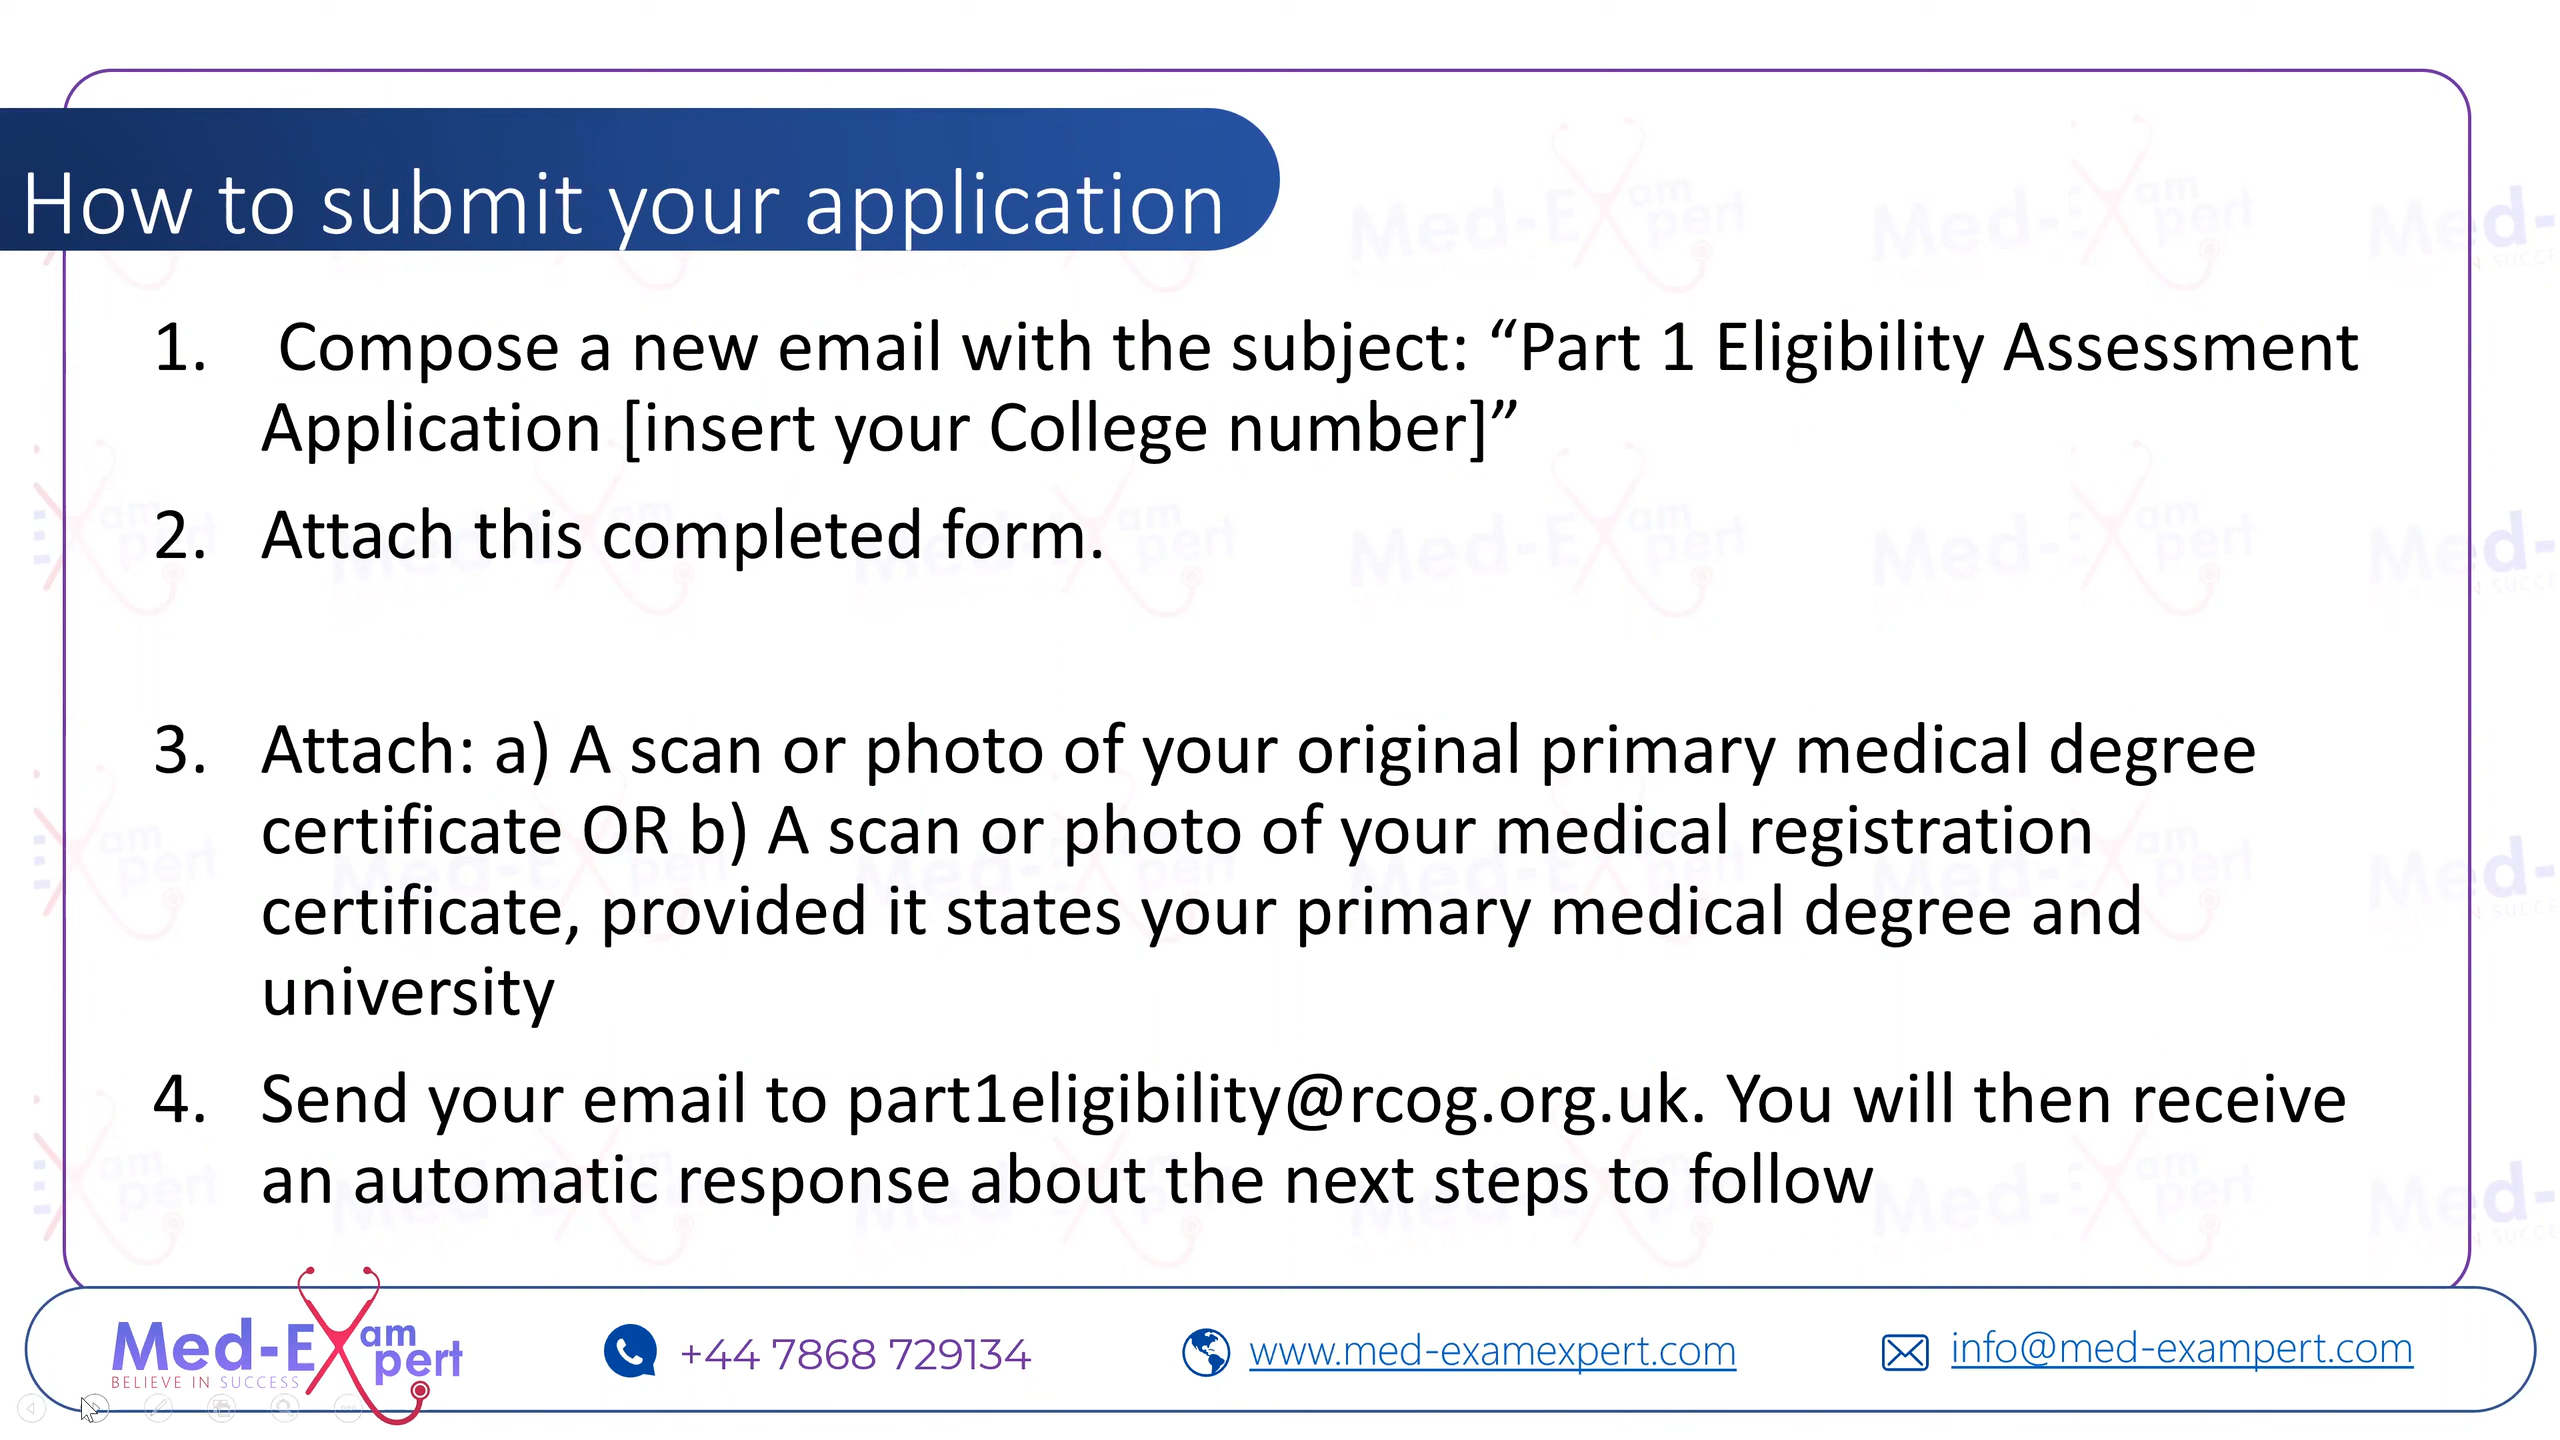 How to submit your application
1. Compose a new email with the subject: “Part 1 Eligibility Assessment
Application [insert your College number]”
2. Attach this completed form.
3. Attach: a) A scan or photo of your original primary medical degree
certificate OR b) A scan or photo of your medical registration
certificate, provided it states your primary medical degree and
university
4. Send your email to part1eligibility@rcog.org.uk. You will then receive
an automatic response about the next steps to follow
Med-Exam
pert
BELIEVE IN SUCCESS
+44 7868 729134
www.med-examexpert.com
info@med-exampert.com